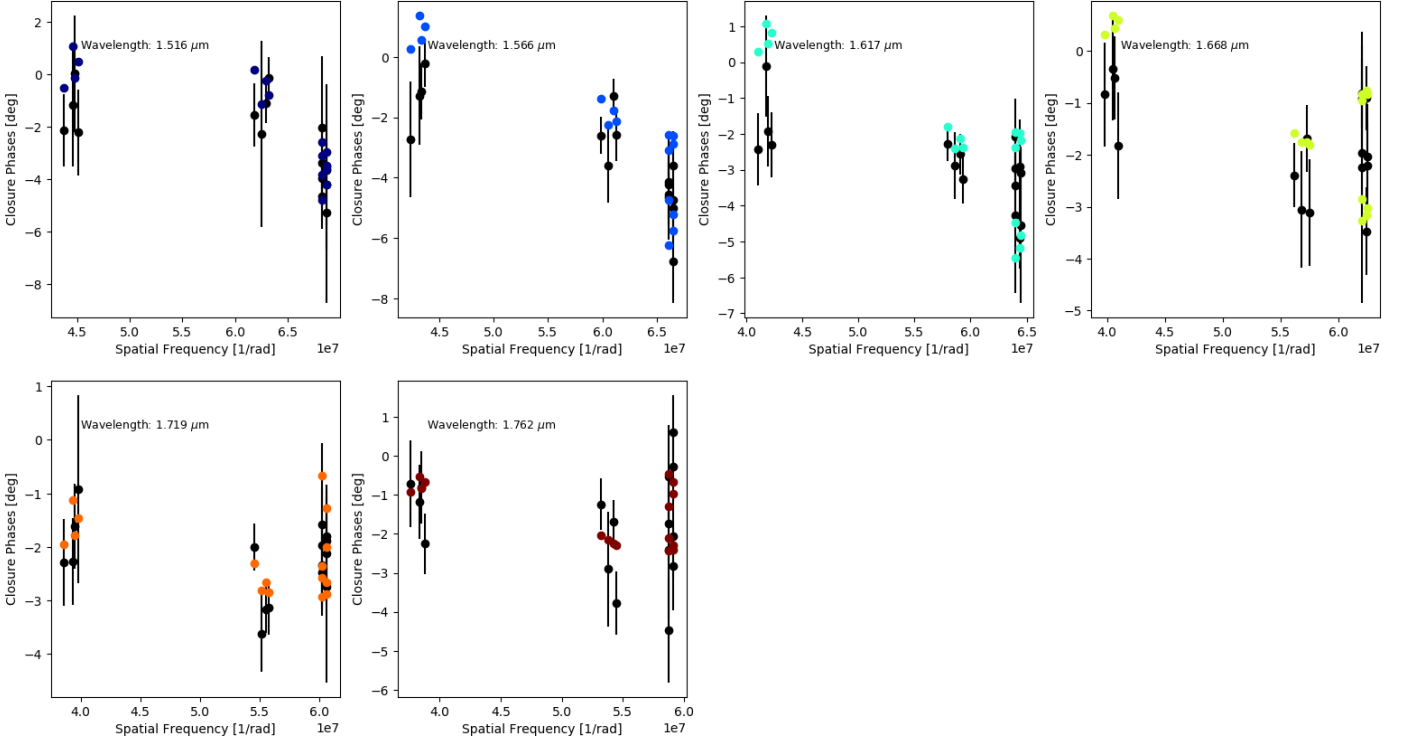 Closure Phases [deg]
2
0
−2
−4
−6
−8
Wavelength: 1.516 μm
4.5 5.0 5.5 6.0 6.5
1e7
Spatial Frequency [1/rad]
Closure Phases [deg]
0
−2
−4
−6
−8
Wavelength: 1.566 μm
4.5 5.0 5.5 6.0 6.5
1e7
Spatial Frequency [1/rad]
Closure Phases [deg]
1
0
−1
−2
−3
−4
−5
−6
−7
Wavelength: 1.617 μm
4.0 4.5 5.0 5.5 6.0 6.5
1e7
Spatial Frequency [1/rad]
Closure Phases [deg]
0
−1
−2
−3
−4
−5
Wavelength: 1.668 μm
4.0 4.5 5.0 5.5 6.0
1e7
Spatial Frequency [1/rad]
Closure Phases [deg]
1
0
−1
−2
−3
−4
Wavelength: 1.719 μm
4.0 4.5 5.0 5.5 6.0
1e7
Spatial Frequency [1/rad]
Closure Phases [deg]
1
0
−1
−2
−3
−4
−5
−6
Wavelength: 1.762 μm
4.0 4.5 5.0 5.5 6.0
1e7
Spatial Frequency [1/rad]